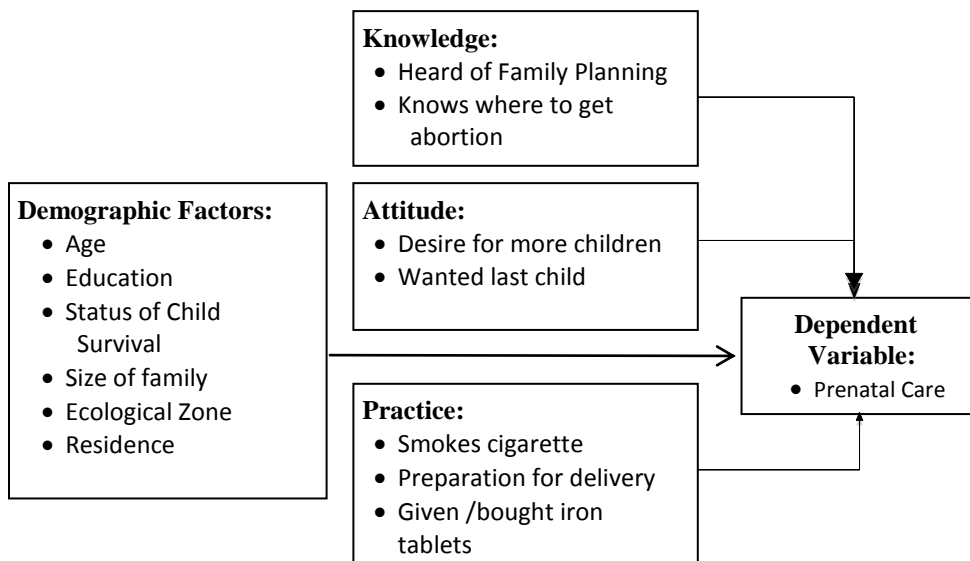 Knowledge:
• Heard of Family Planning
• Knows where to get
abortion
Demographic Factors:
• Age
• Education
• Status of Child
Survival
• Size of family
• Ecological Zone
• Residence
Attitude:
• Desire for more children
• Wanted last child
Dependent
Variable:
• Prenatal Care
Practice:
• Smokes cigarette
• Preparation for delivery
• Given /bought iron
tablets